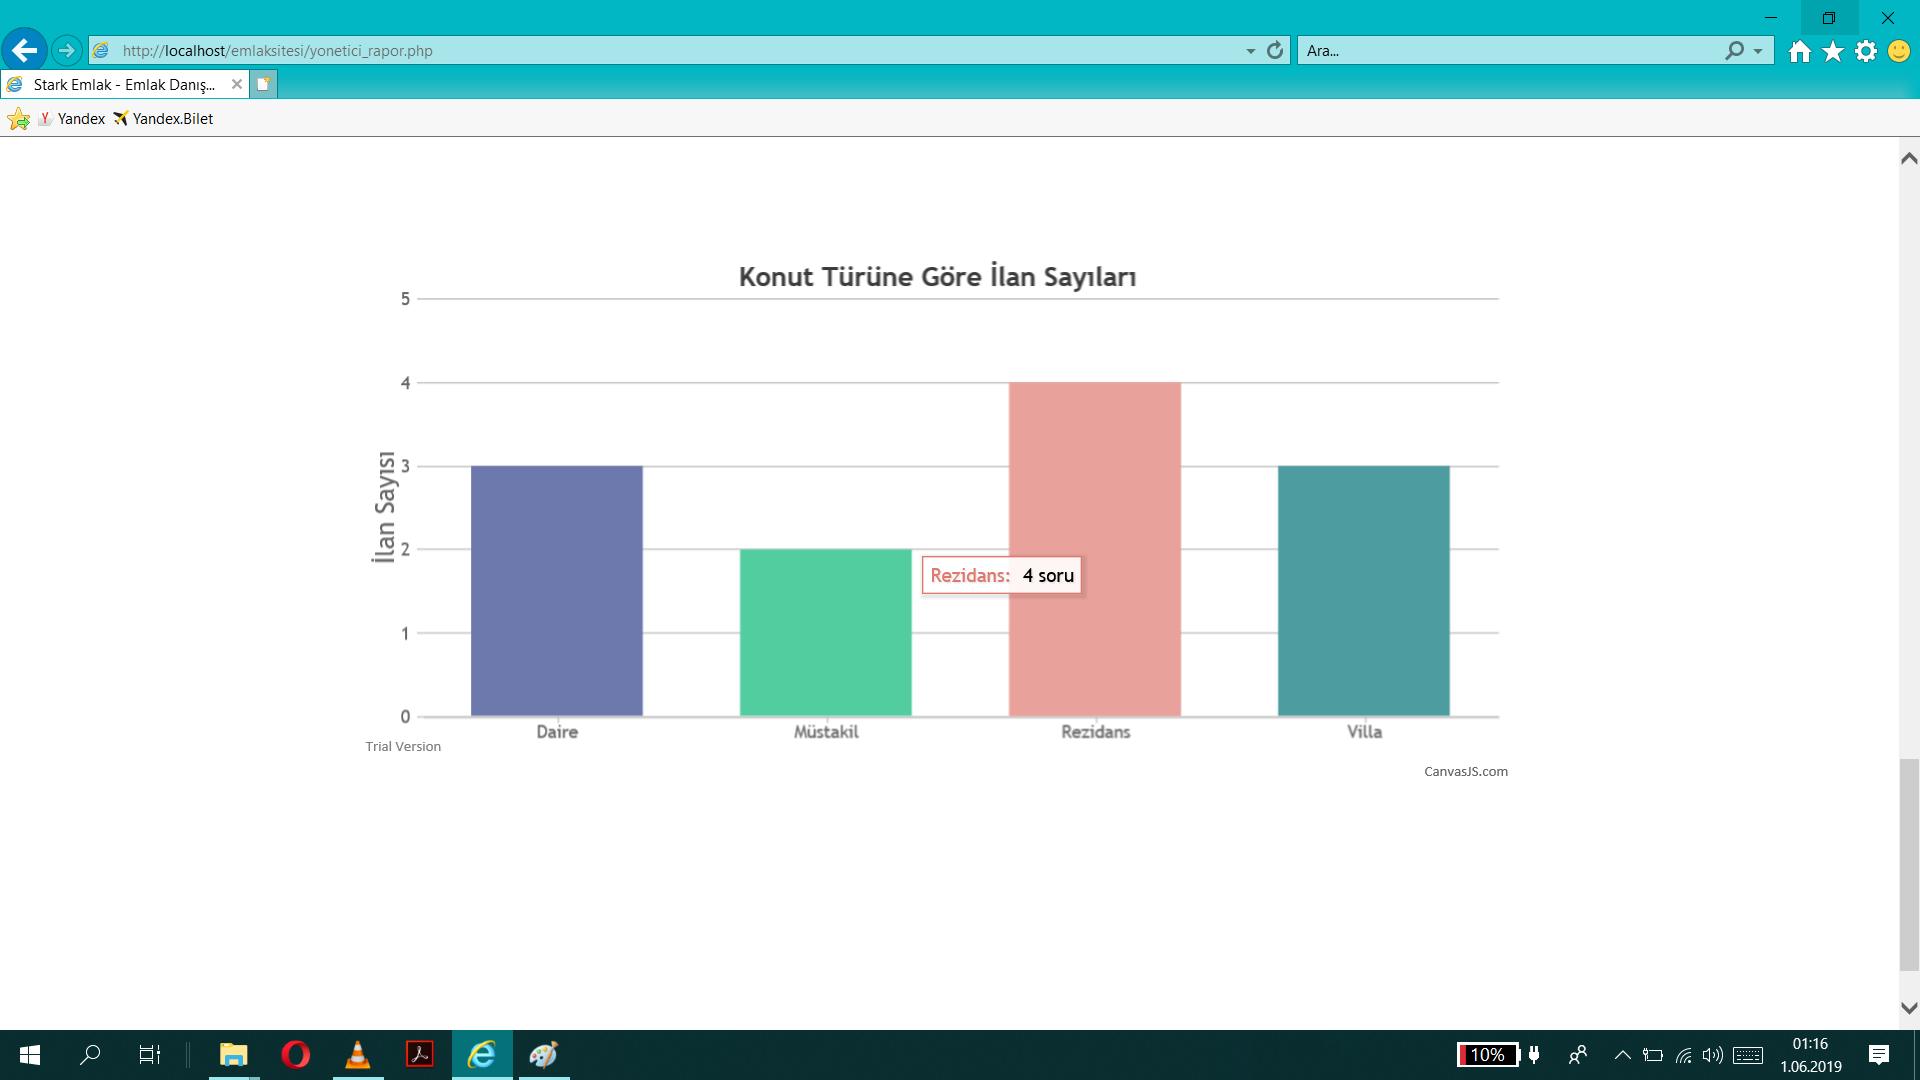 http://localhost/emlaksitesi/yonetici_rapor.php
Ara...
Stark Emlak - Emlak Danış...
Yandex
Yandex.Bilet
Konut Türüne Göre İlan Sayıları
5
4
3
2
1
0
İlan Sayısı
Rezidans: 4 soru
Daire
Müstakil
Rezidans
Villa
Trial Version
CanvasJS.com
10%
01:16
1.06.2019